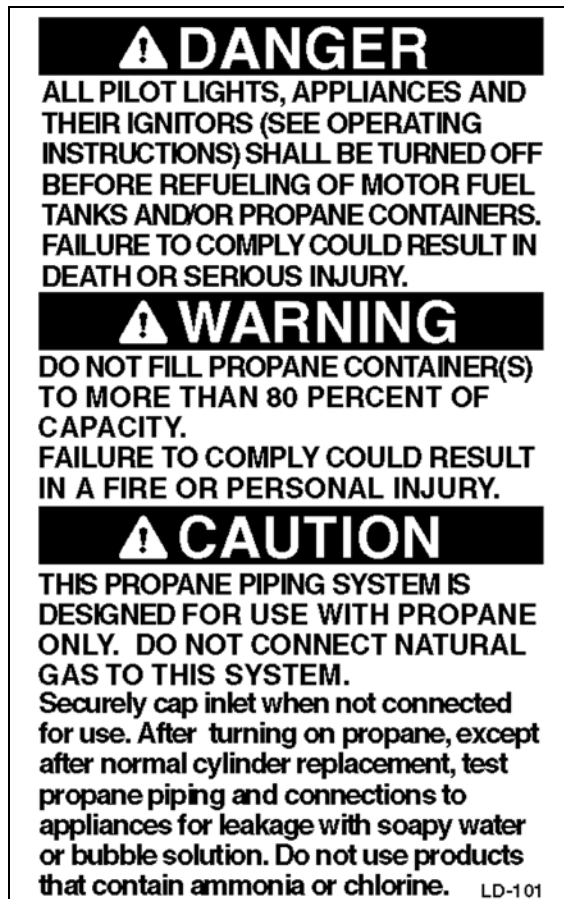 DANGER
ALL PILOT LIGHTS, APPLIANCES AND
THEIR IGNITORS (SEE OPERATING
INSTRUCTIONS) SHALL BE TURNED OFF
BEFORE REFUELING OF MOTOR FUEL
TANKS AND/OR PROPANE CONTAINERS.
FAILURE TO COMPLY COULD RESULT IN
DEATH OR SERIOUS INJURY.
WARNING
DO NOT FILL PROPANE CONTAINER(S)
TO MORE THAN 80 PERCENT OF
CAPACITY.
FAILURE TO COMPLY COULD RESULT
IN A FIRE OR PERSONAL INJURY.
CAUTION
THIS PROPANE PIPING SYSTEM IS
DESIGNED FOR USE WITH PROPANE
ONLY. DO NOT CONNECT NATURAL
GAS TO THIS SYSTEM.
Securely cap inlet when not connected
for use. After turning on propane, except
after normal cylinder replacement, test
propane piping and connections to
appliances for leakage with soapy water
or bubble solution. Do not use products
that contain ammonia or chlorine. LD-101